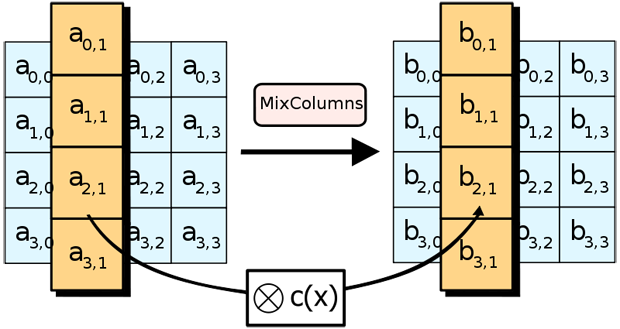 a0,0 a0,1 a0,2 a0,3
a1,0 a1,1 a1,2 a1,3
a2,0 a2,1 a2,2 a2,3
a3,0 a3,1 a3,2 a3,3
MixColumns
b0,0 b0,1 b0,2 b0,3
b1,0 b1,1 b1,2 b1,3
b2,0 b2,1 b2,2 b2,3
b3,0 b3,1 b3,2 b3,3
⊗ c(x)